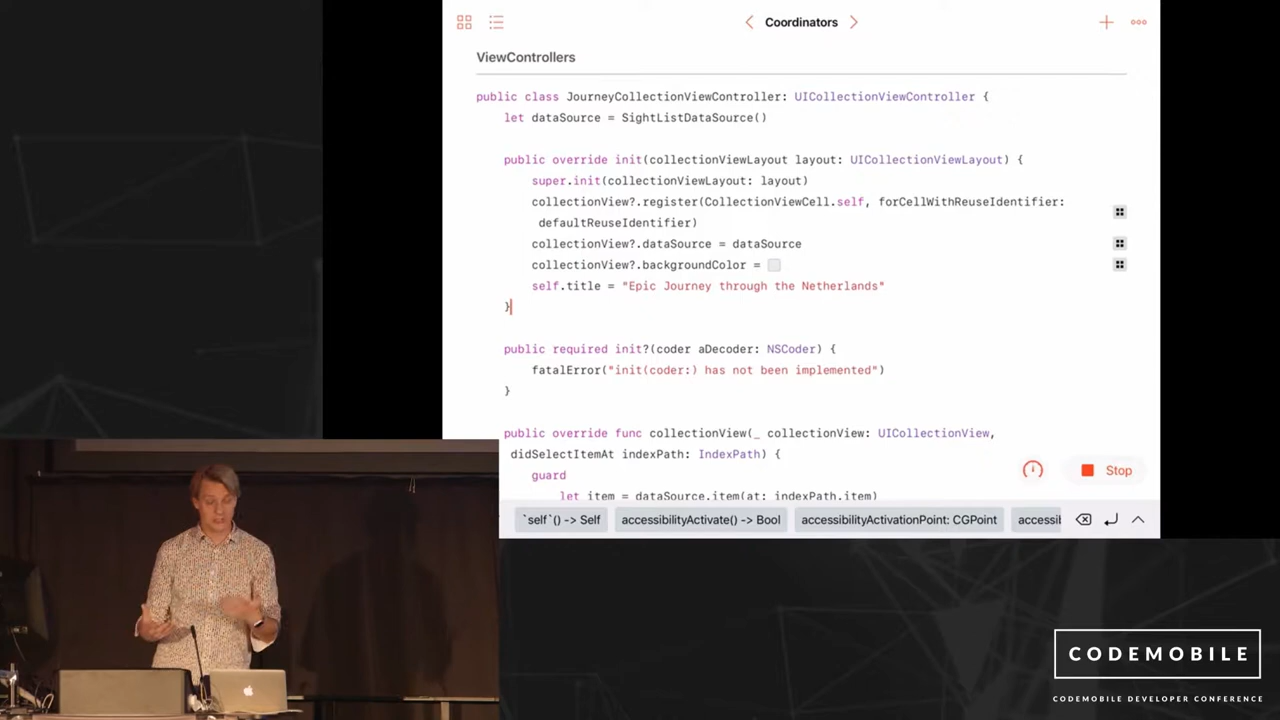 Coordinators
ViewControllers
public class JourneyCollectionViewController: UICollectionViewController {
let dataSource = SightListDataSource()
public override init(collectionViewLayout layout: UICollectionViewLayout) {
super.init(collectionViewLayout: layout)
collectionView?.register(CollectionViewCell.self, forCellWithReuseIdentifier:
defaultReuseIdentifier)
collectionView?.dataSource = dataSource
collectionView?.backgroundColor =
self.title = "Epic Journey through the Netherlands"
}
public required init?(coder aDecoder: NSCoder) {
fatalError("init(coder:) has not been implemented")
}
public override func collectionView(_ collectionView: UICollectionView,
didSelectItemAt indexPath: IndexPath) {
guard
let item = dataSource.item(at: indexPath.item)
Stop
`self`() -> Self accessibilityActivate() -> Bool accessibilityActivationPoint: CGPoint accessib
CODEMOBILE
CODEMOBILE DEVELOPER CONFERENCE